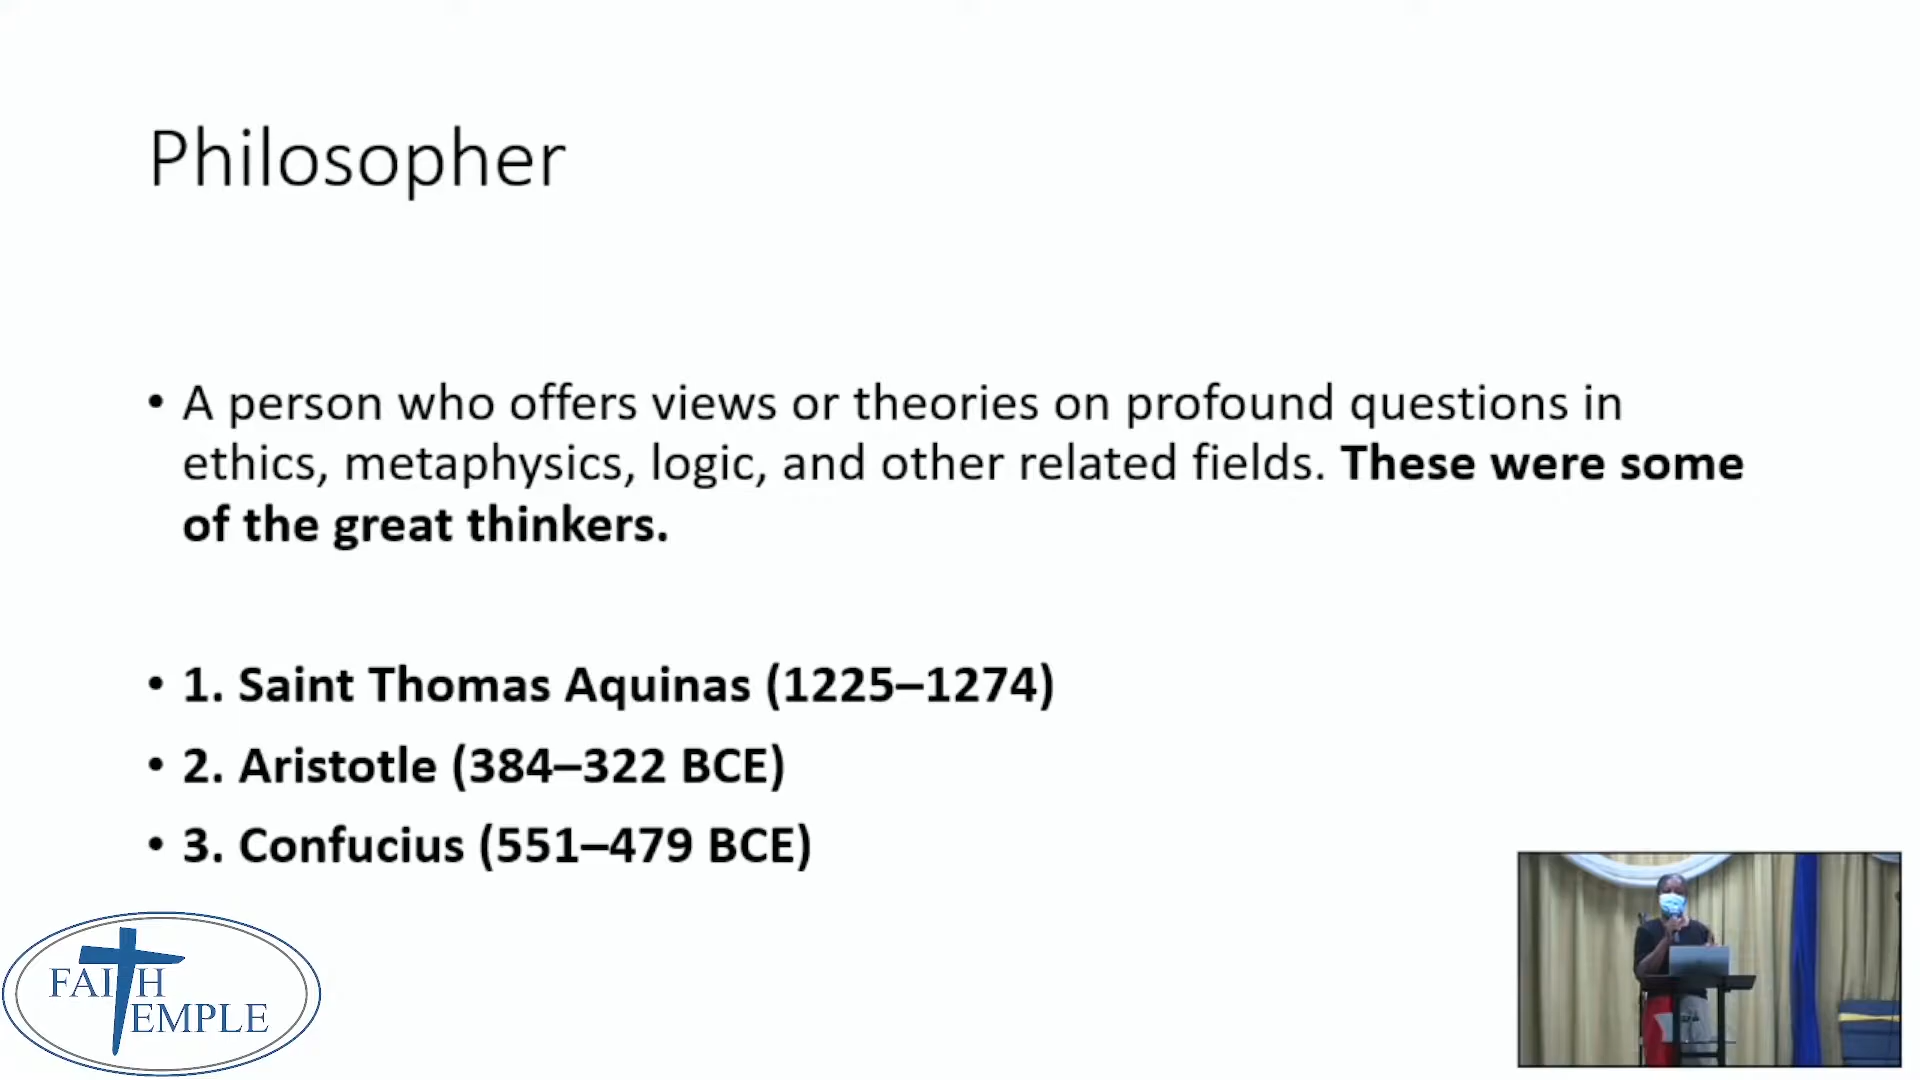 Philosopher
• A person who offers views or theories on profound questions in
ethics, metaphysics, logic, and other related fields. These were some
of the great thinkers.
• 1. Saint Thomas Aquinas (1225–1274)
• 2. Aristotle (384–322 BCE)
• 3. Confucius (551–479 BCE)
FAITH
TEMPLE